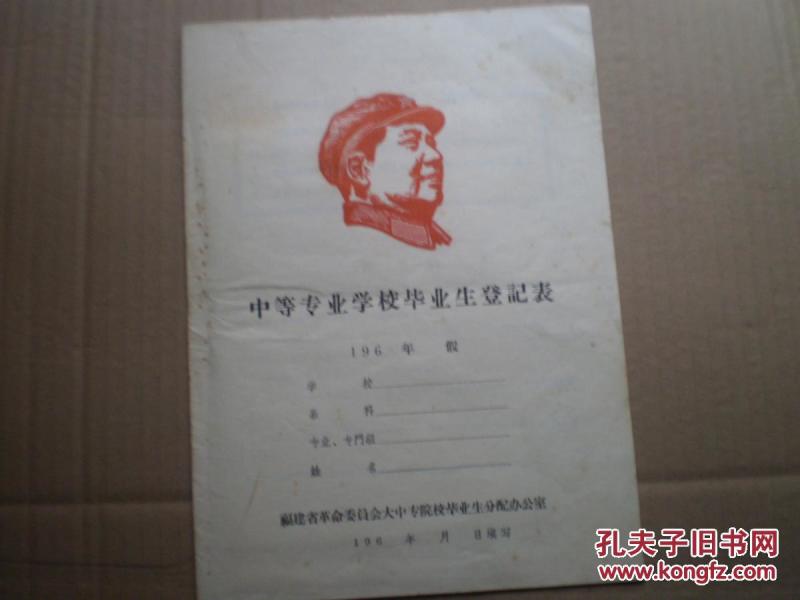 中等专业学校毕业生登記表
196 年 假
学 校
系 科
专业、专門組
姓 名
福建省革命委員会大中专院校毕业生分配办公室
196 年 月 日填写
孔夫子旧书网
www.kongfz.com